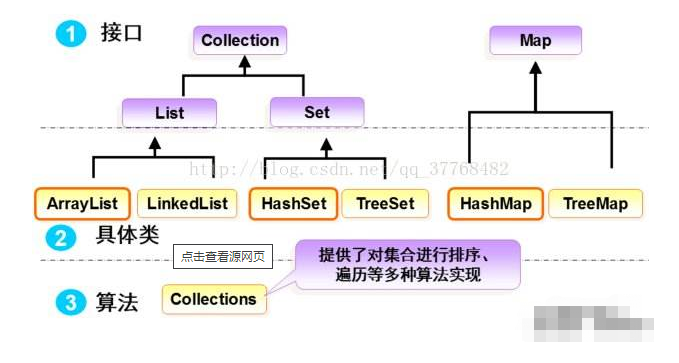 1 接口
Collection
Map
List
Set
http://blog.csdn.net/qq_37768482
ArrayList
LinkedList
HashSet
TreeSet
HashMap
TreeMap
2 具体类
点击查看源网页
提供了对集合进行排序、
遍历等多种算法实现
3 算法
Collections